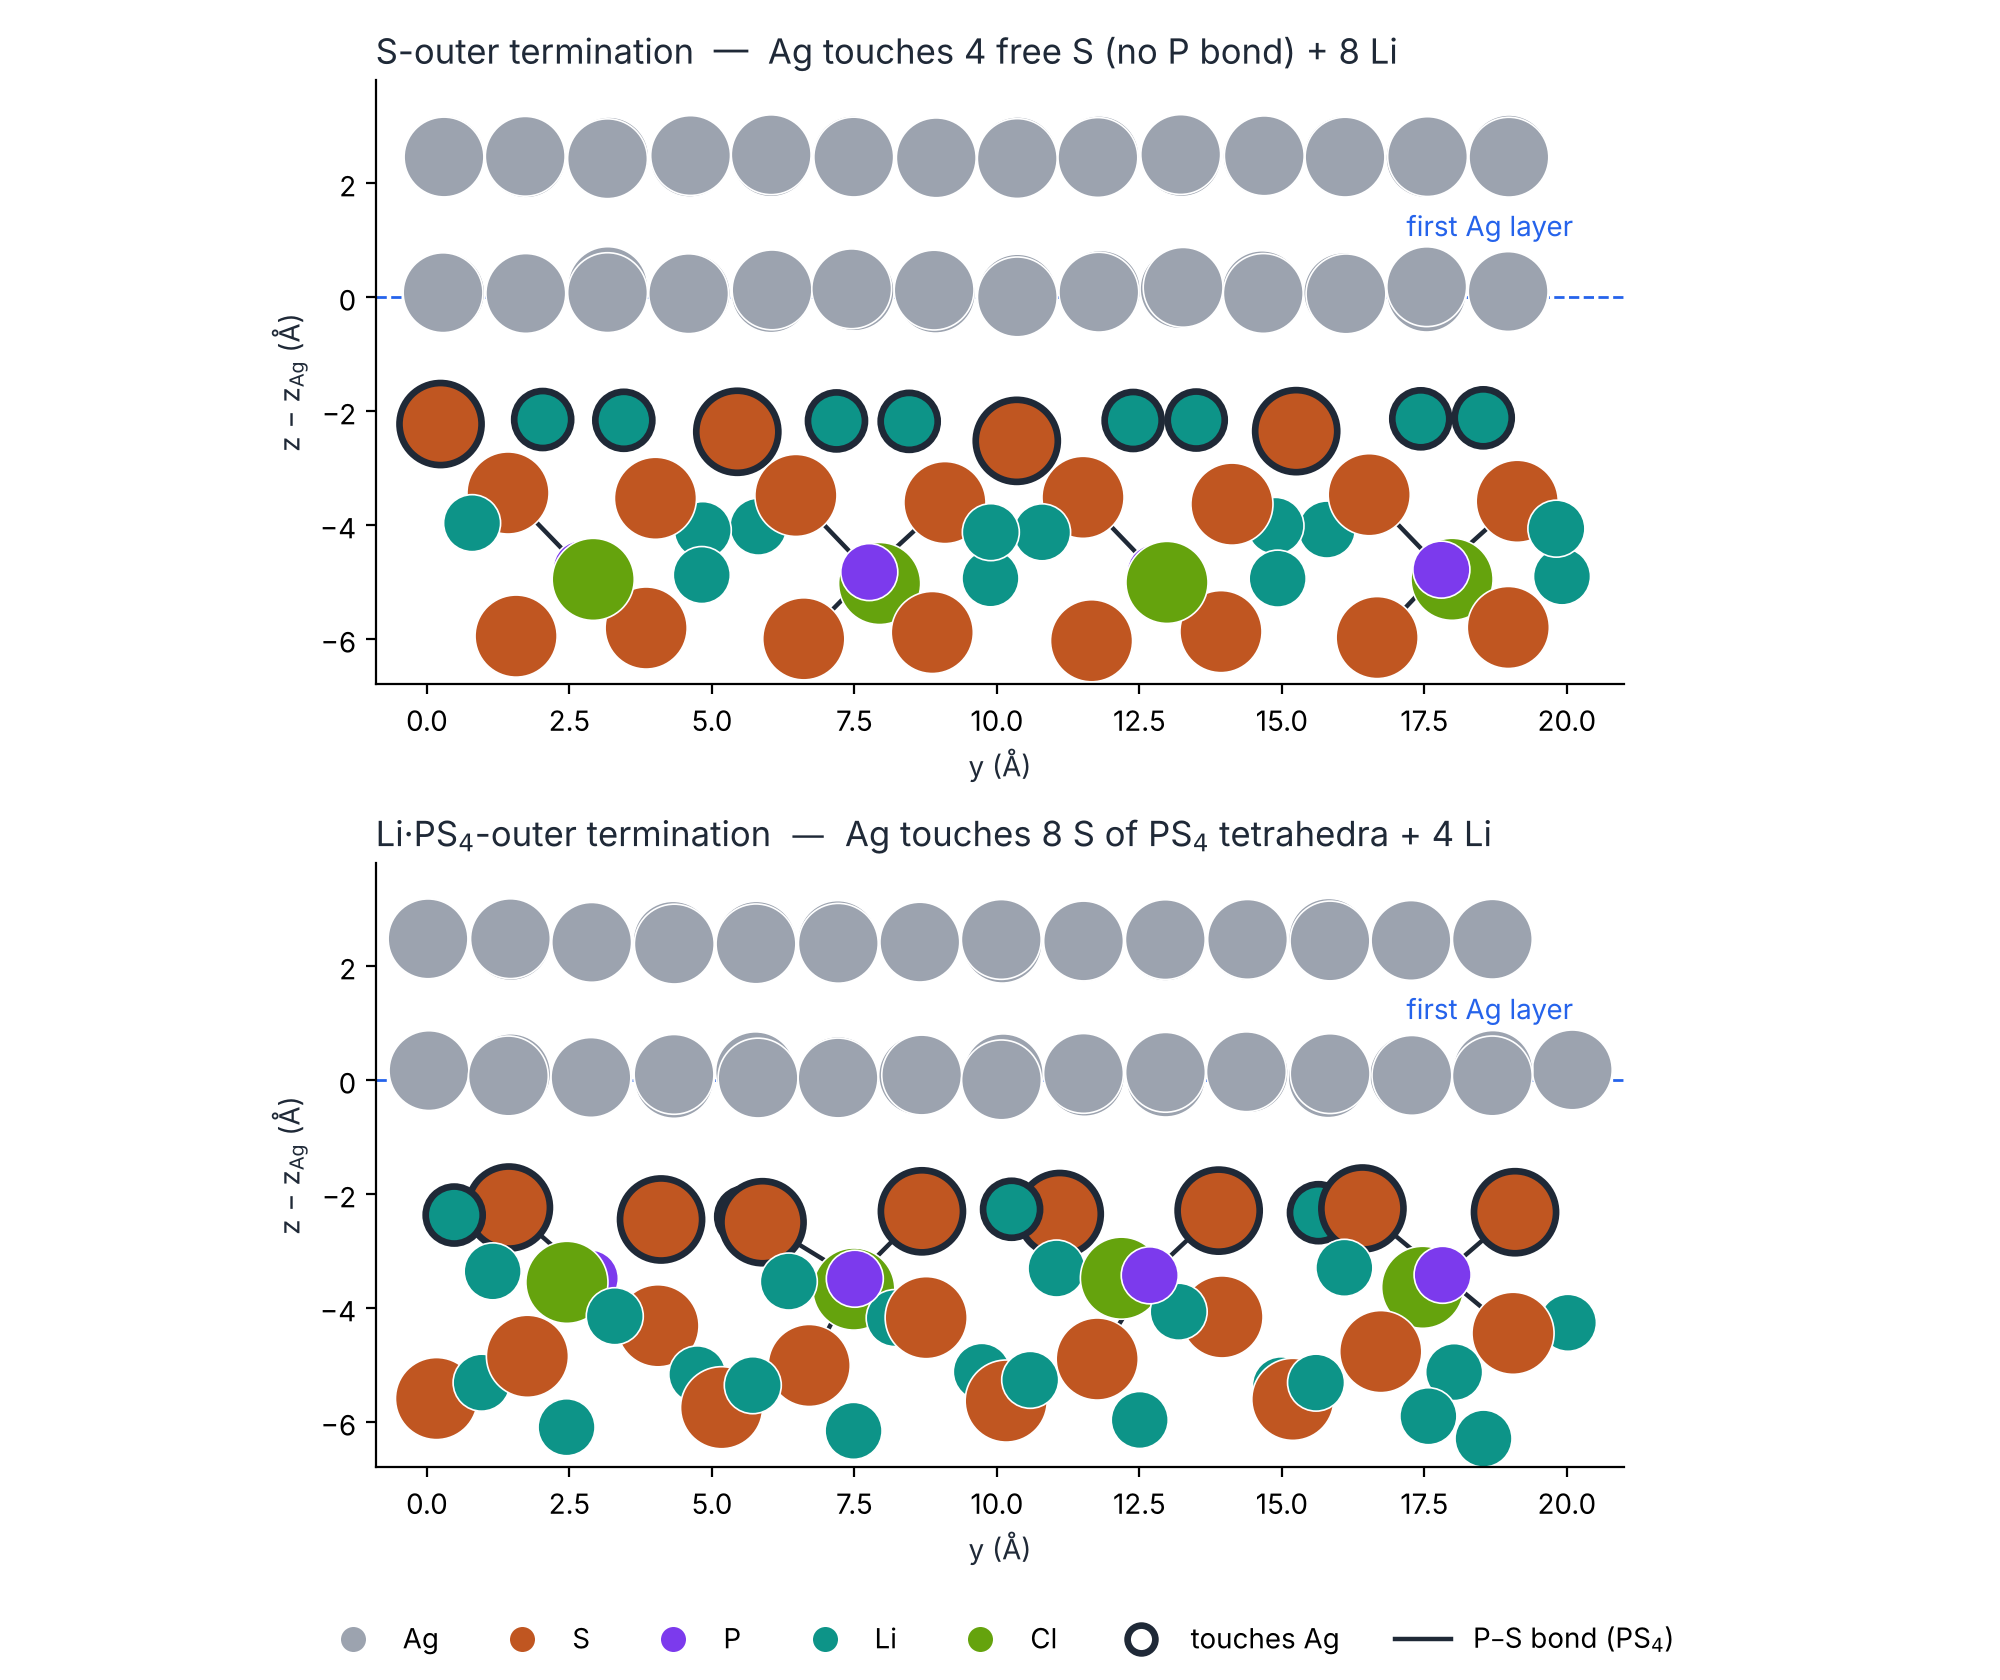 S-outer termination — Ag touches 4 free S (no P bond) + 8 Li
first Ag layer
2
0
−2
−4
−6
z − z_Ag (Å)
0.0 2.5 5.0 7.5 10.0 12.5 15.0 17.5 20.0
y (Å)
Li·PS₄-outer termination — Ag touches 8 S of PS₄ tetrahedra + 4 Li
first Ag layer
2
0
−2
−4
−6
z − z_Ag (Å)
0.0 2.5 5.0 7.5 10.0 12.5 15.0 17.5 20.0
y (Å)
Ag S P Li Cl touches Ag P–S bond (PS₄)